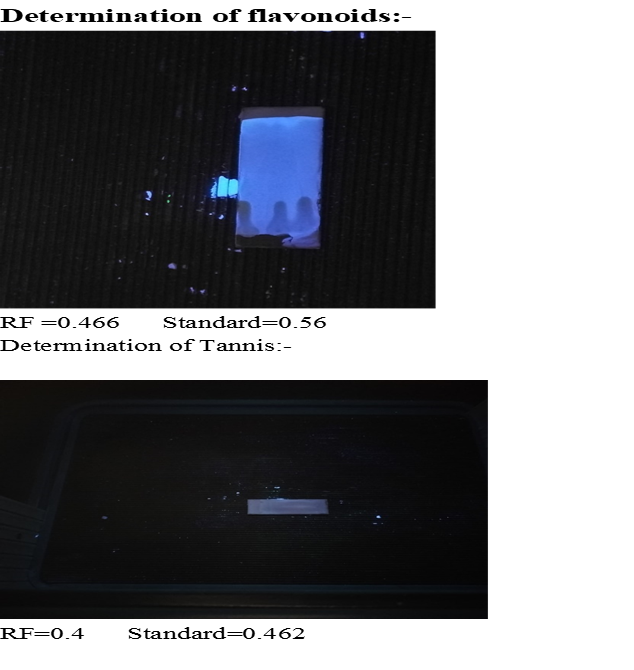 Determination of flavonoids:-
RF =0.466 Standard=0.56
Determination of Tannis:-
RF=0.4 Standard=0.462